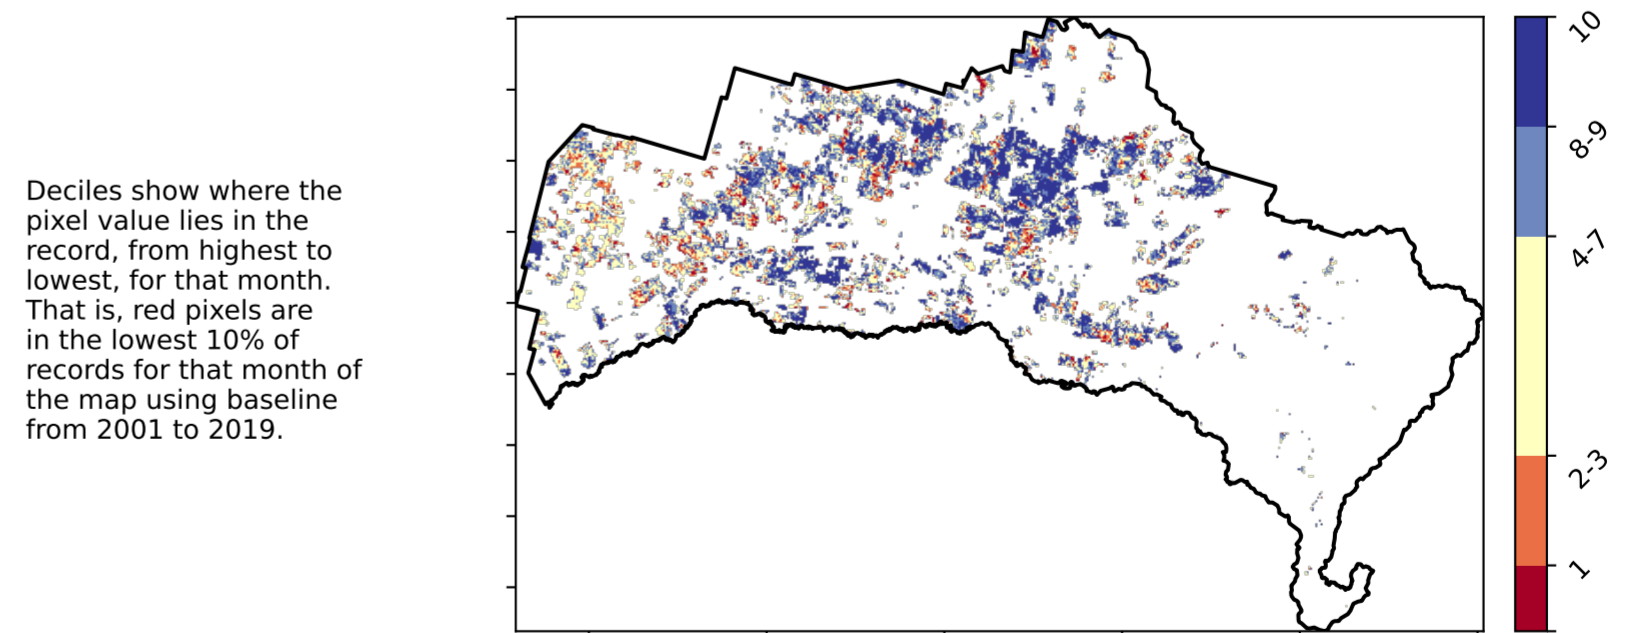 Deciles show where the
pixel value lies in the
record, from highest to
lowest, for that month.
That is, red pixels are
in the lowest 10% of
records for that month of
the map using baseline
from 2001 to 2019.
10
8-9
4-7
2-3
1